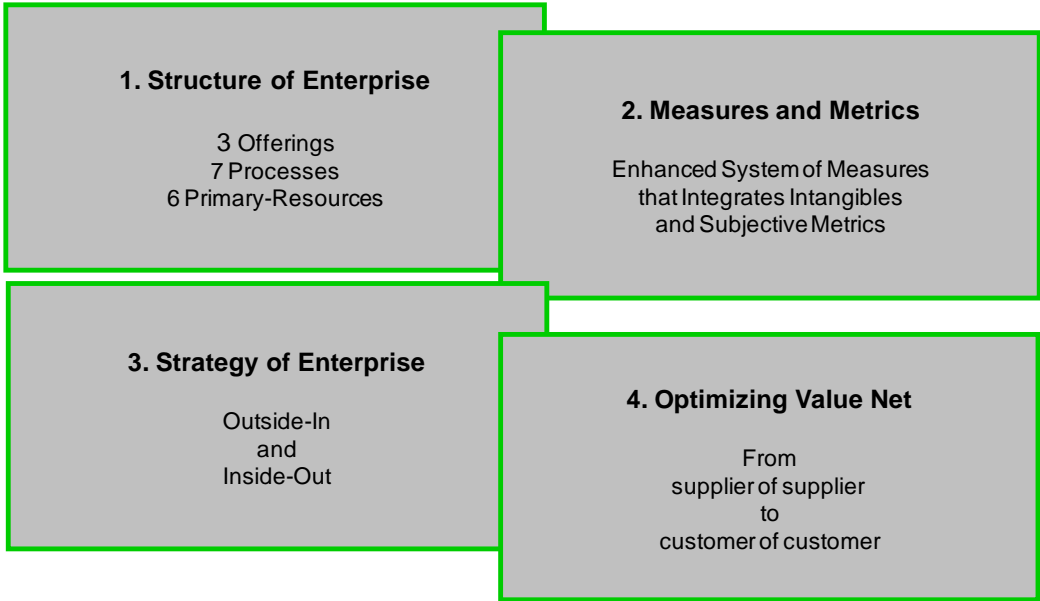 1. Structure of Enterprise
3 Offerings
7 Processes
6 Primary-Resources
2. Measures and Metrics
Enhanced System of Measures
that Integrates Intangibles
and Subjective Metrics
3. Strategy of Enterprise
Outside-In
and
Inside-Out
4. Optimizing Value Net
From
supplier of supplier
to
customer of customer